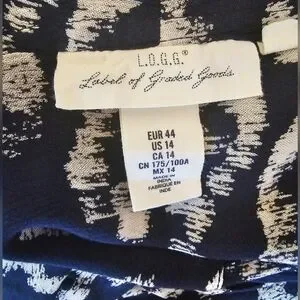 L.O.G.G.®
Label of Graded Goods
EUR 44
US 14
CA 14
CN 175/100A
MX 14
MADE IN
INDIA
FABRIQUE EN
INDE